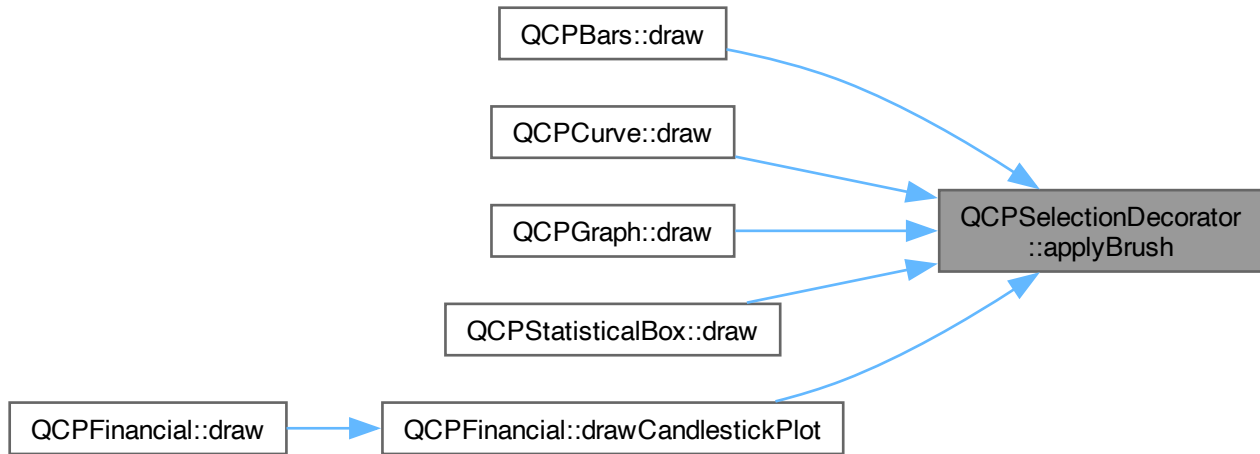 QCPBars::draw
QCPCurve::draw
QCPSelectionDecorator
::applyBrush
QCPGraph::draw
QCPStatisticalBox::draw
QCPFinancial::draw
QCPFinancial::drawCandlestickPlot